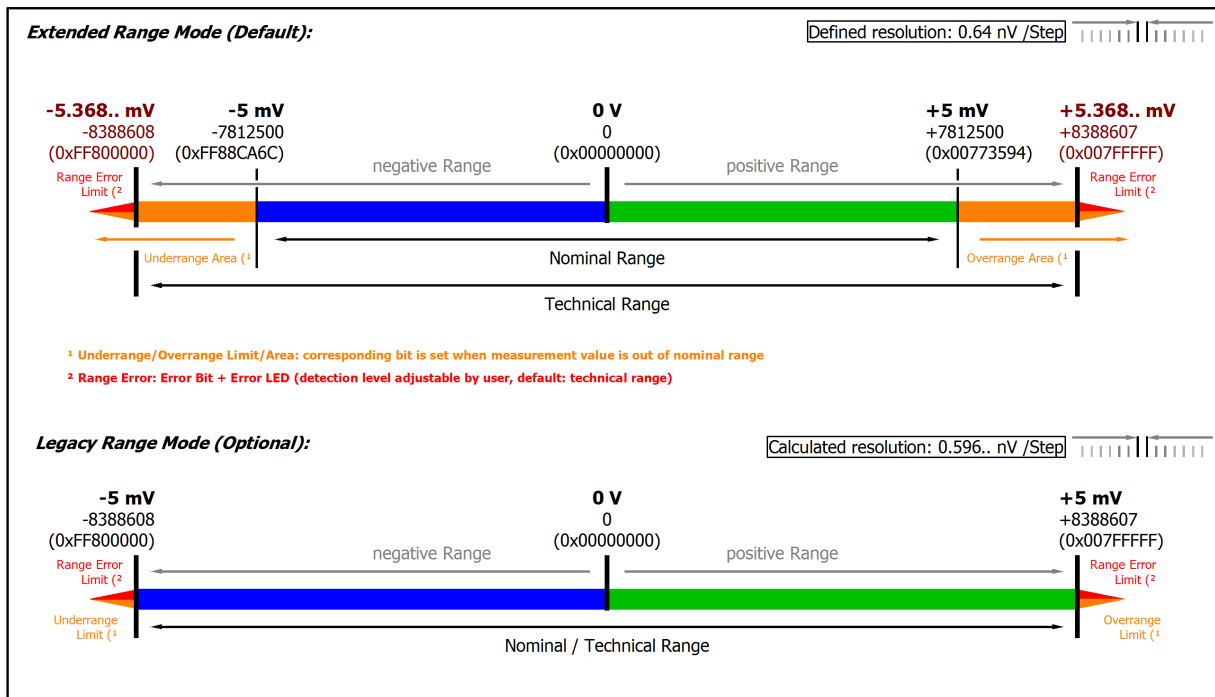 Extended Range Mode (Default):
Defined resolution: 0.64 nV /Step
-5.368.. mV
-8388608
(0xFF800000)
-5 mV
-7812500
(0xFF88CA6C)
0 V
0
(0x00000000)
+5 mV
+7812500
(0x00773594)
+5.368.. mV
+8388607
(0x007FFFFF)
negative Range
positive Range
Range Error
Limit (²
Range Error
Limit (²
Underrange Area (¹
Nominal Range
Overrange Area (¹
Technical Range
¹ Underrange/Overrange Limit/Area: corresponding bit is set when measurement value is out of nominal range
² Range Error: Error Bit + Error LED (detection level adjustable by user, default: technical range)
Legacy Range Mode (Optional):
Calculated resolution: 0.596.. nV /Step
-5 mV
-8388608
(0xFF800000)
0 V
0
(0x00000000)
+5 mV
+8388607
(0x007FFFFF)
negative Range
positive Range
Range Error
Limit (²
Range Error
Limit (²
Underrange
Limit (¹
Overrange
Limit (¹
Nominal / Technical Range